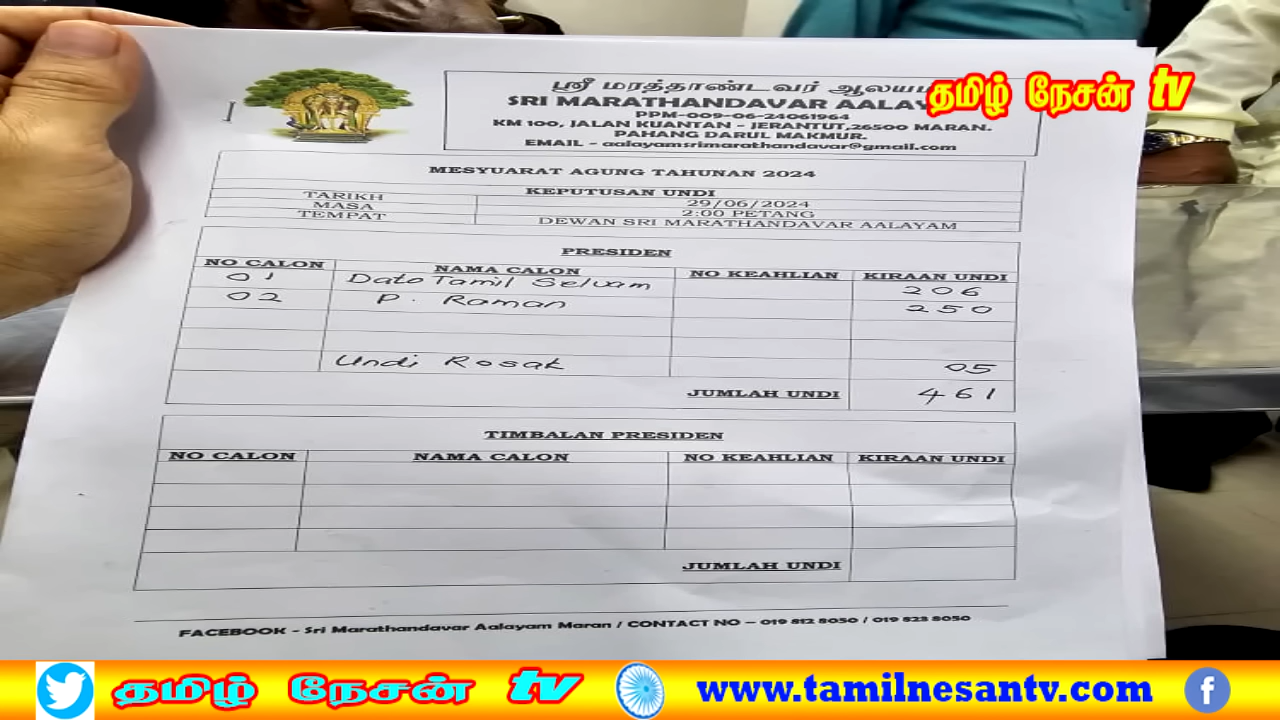 ஸ்ரீ மரத்தாண்டவர் ஆலய
SRI MARATHANDAVAR AALAY
PPM-009-06-24061964
KM 100, JALAN KUANTAN - JERANTUT,26500 MARAN.
PAHANG DARUL MAKMUR.
EMAIL - aalayamsrimarathandavar@gmail.com
தமிழ் நேசன் tv
MESYUARAT AGUNG TAHUNAN 2024
KEPUTUSAN UNDI
TARIKH 29/06/2024
MASA 2:00 PETANG
TEMPAT DEWAN SRI MARATHANDAVAR AALAYAM
PRESIDEN
NO CALON NAMA CALON NO KEAHLIAN KIRAAN UNDI
01 Dato Tamil Selvam 206
02 P. Raman 250
Undi Rosak 05
JUMLAH UNDI 461
TIMBALAN PRESIDEN
NO CALON NAMA CALON NO KEAHLIAN KIRAAN UNDI
JUMLAH UNDI
FACEBOOK - Sri Marathandavar Aalayam Maran / CONTACT NO – 019 812 8050 / 019 823 8050
தமிழ் நேசன் tv www.tamilnesantv.com